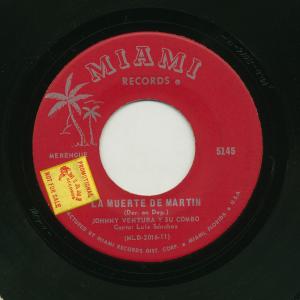 MIAMI
RECORDS ®
MERENGUE
5145
PROMOTIONAL
NOT FOR SALE
LA MUERTE DE MARTIN
(Der. en Dep.)
JOHNNY VENTURA Y SU COMBO
Canta: Luis Sánchez
(MLD-2016-11)
MANUFACTURED BY MIAMI RECORDS DIST. CORP. • MIAMI, FLORIDA • U.S.A.